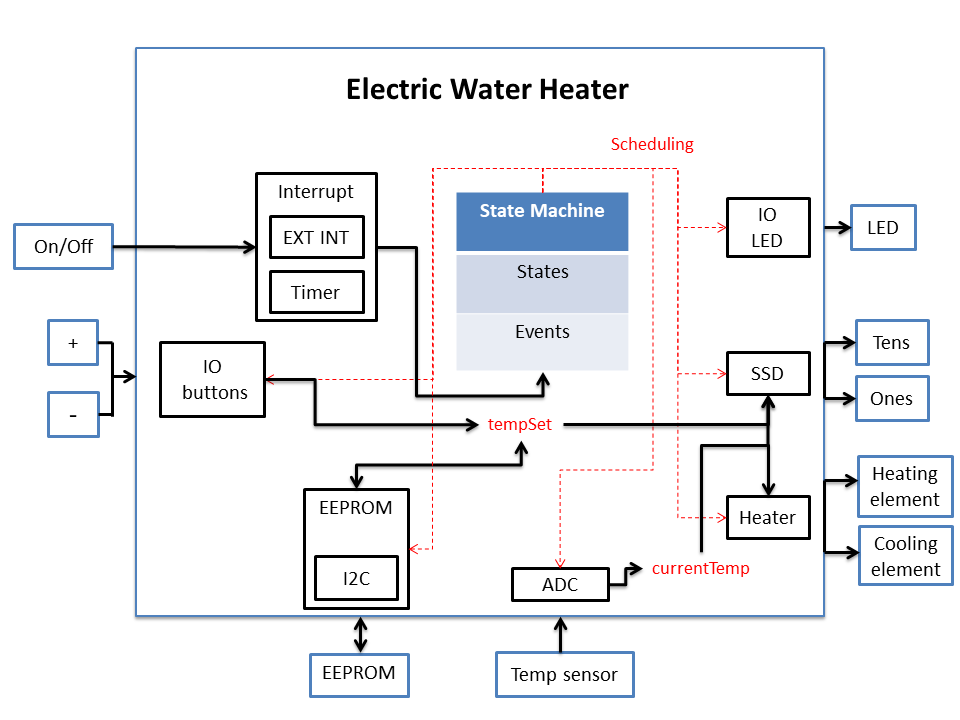 Electric Water Heater
Scheduling
Interrupt
EXT INT
Timer
State Machine
States
Events
IO
LED
LED
On/Off
+
-
IO
buttons
SSD
Tens
Ones
tempSet
EEPROM
I2C
Heater
Heating
element
Cooling
element
ADC
currentTemp
EEPROM
Temp sensor